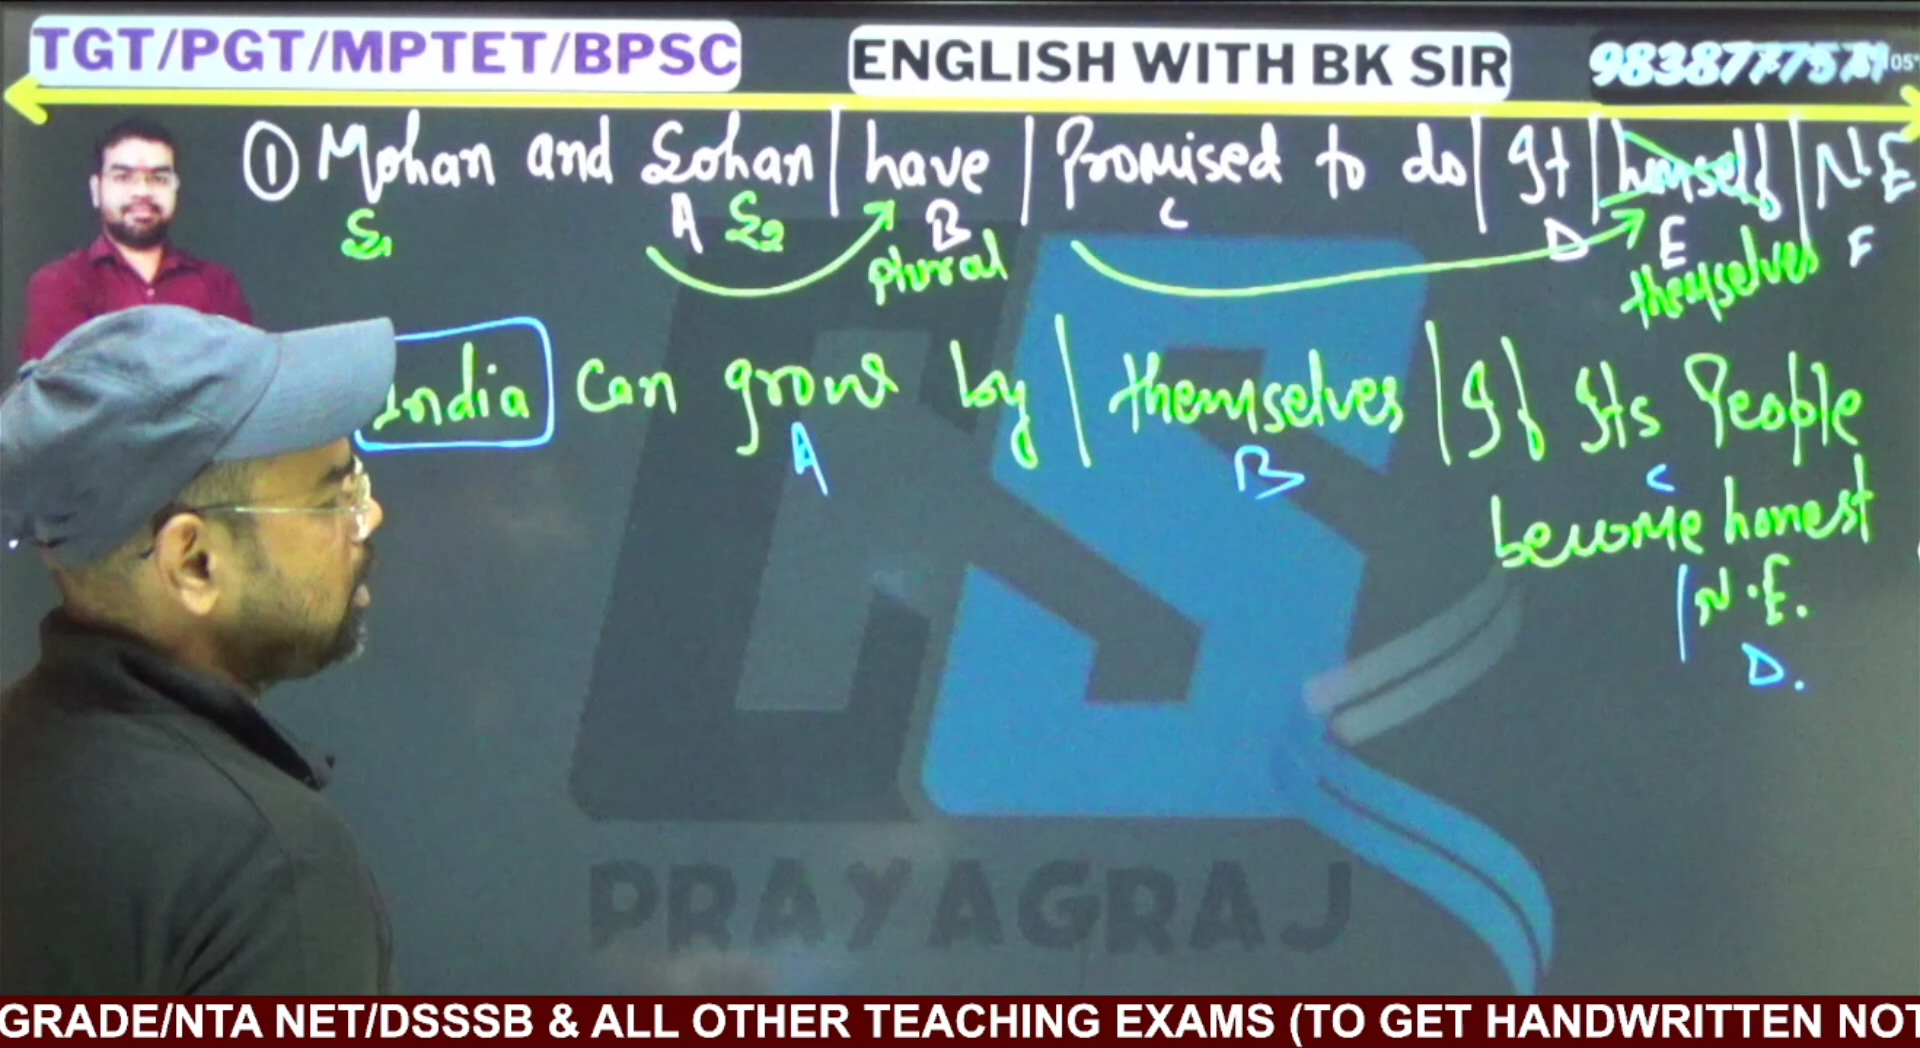 TGT/PGT/MPTET/BPSC ENGLISH WITH BK SIR
① Mohan and Sohan | have | Promised to do | It | himself | N.E
S1 A S2 B C D E F
plural themselves
India can grow by | themselves | If Its People
A B C
become honest
| N.E.
D.
PRAYAGRAJ
GRADE/NTA NET/DSSSB & ALL OTHER TEACHING EXAMS (TO GET HANDWRITTEN NOT